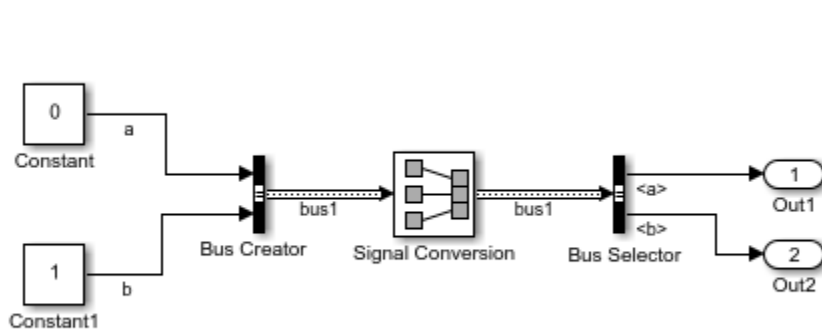 0
a
Constant
1
b
Constant1
Bus Creator
bus1
Signal Conversion
bus1
Bus Selector
<a>
<b>
1
Out1
2
Out2